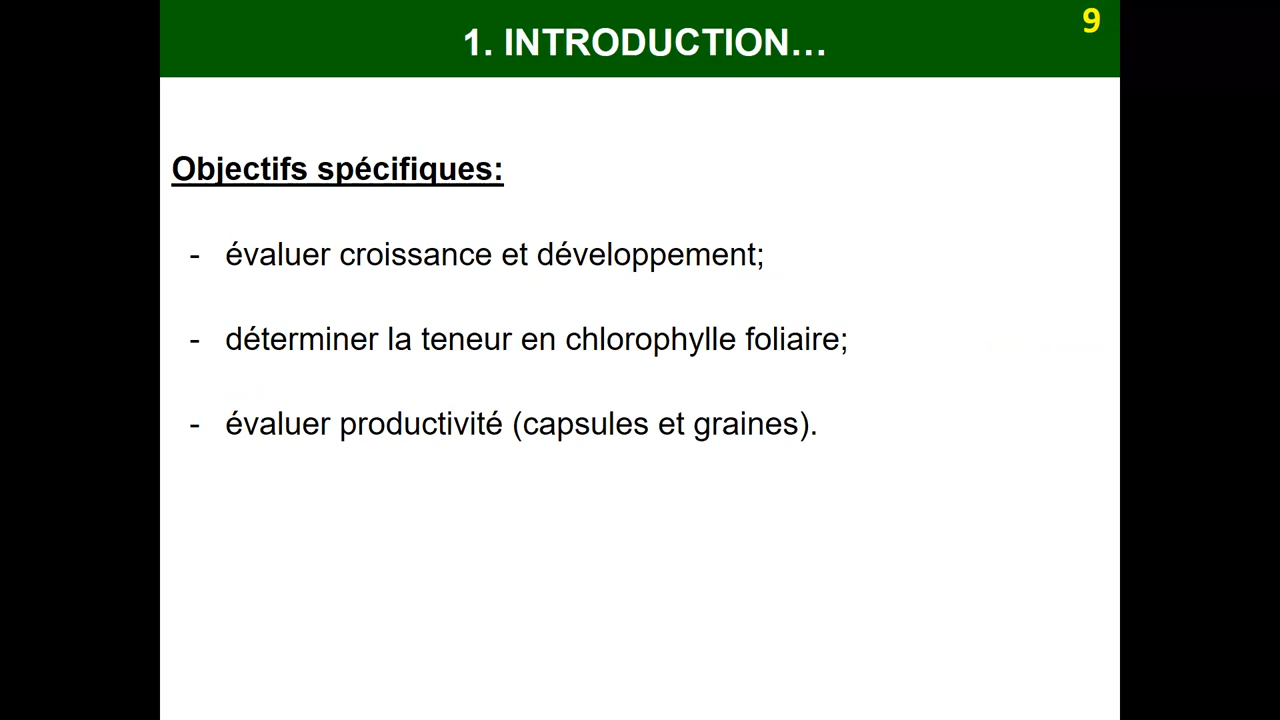 1. INTRODUCTION…
9
Objectifs spécifiques:
- évaluer croissance et développement;
- déterminer la teneur en chlorophylle foliaire;
- évaluer productivité (capsules et graines).